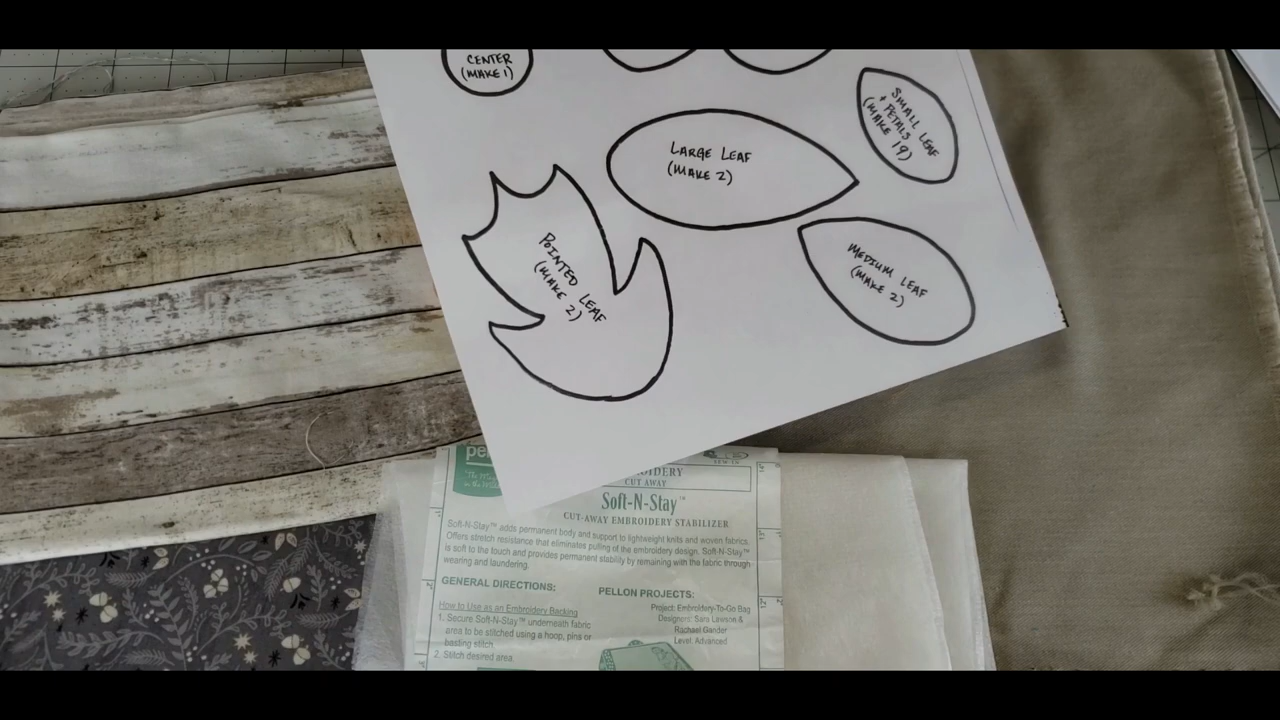 CENTER
(MAKE 1)
SMALL LEAF
+ PETALS
(MAKE 19)
LARGE LEAF
(MAKE 2)
POINTED LEAF
(MAKE 2)
MEDIUM LEAF
(MAKE 2)
CUT AWAY
Soft-N-Stay™
CUT-AWAY EMBROIDERY STABILIZER
Soft-N-Stay™ adds permanent body and support to lightweight knits and woven fabrics.
Offers stretch resistance that eliminates pulling of the embroidery design. Soft-N-Stay™
is soft to the touch and provides permanent stability by remaining with the fabric through
wearing and laundering.
GENERAL DIRECTIONS:
How to Use as an Embroidery Backing
1. Secure Soft-N-Stay™ underneath fabric
area to be stitched using a hoop, pins or
basting stitch.
2. Stitch desired area.
PELLON PROJECTS:
Project: Embroidery-To-Go Bag
Designers: Sara Lawson &
Rachael Gander
Level: Advanced